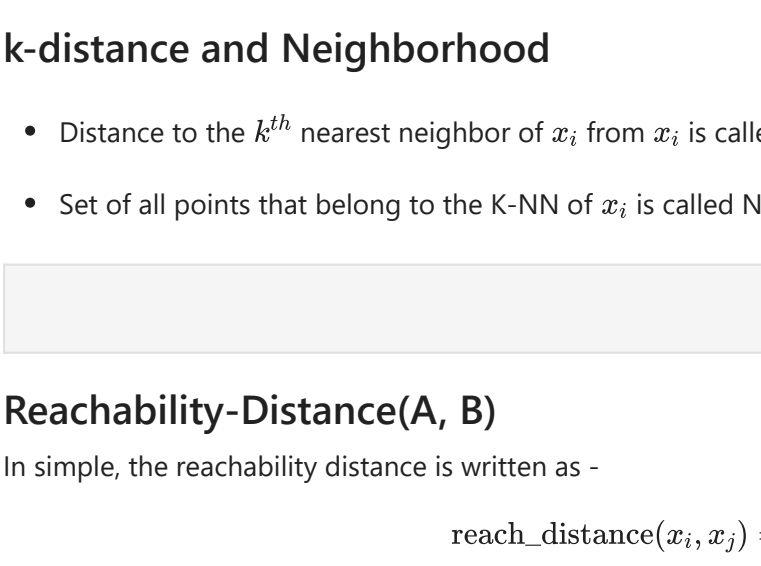 k-distance and Neighborhood
• Distance to the $k^{th}$ nearest neighbor of $x_i$ from $x_i$ is
• Set of all points that belong to the K-NN of $x_i$ is called
Reachability-Distance(A, B)
In simple, the reachability distance is written as -
reach_distance($x_i, x_j$)